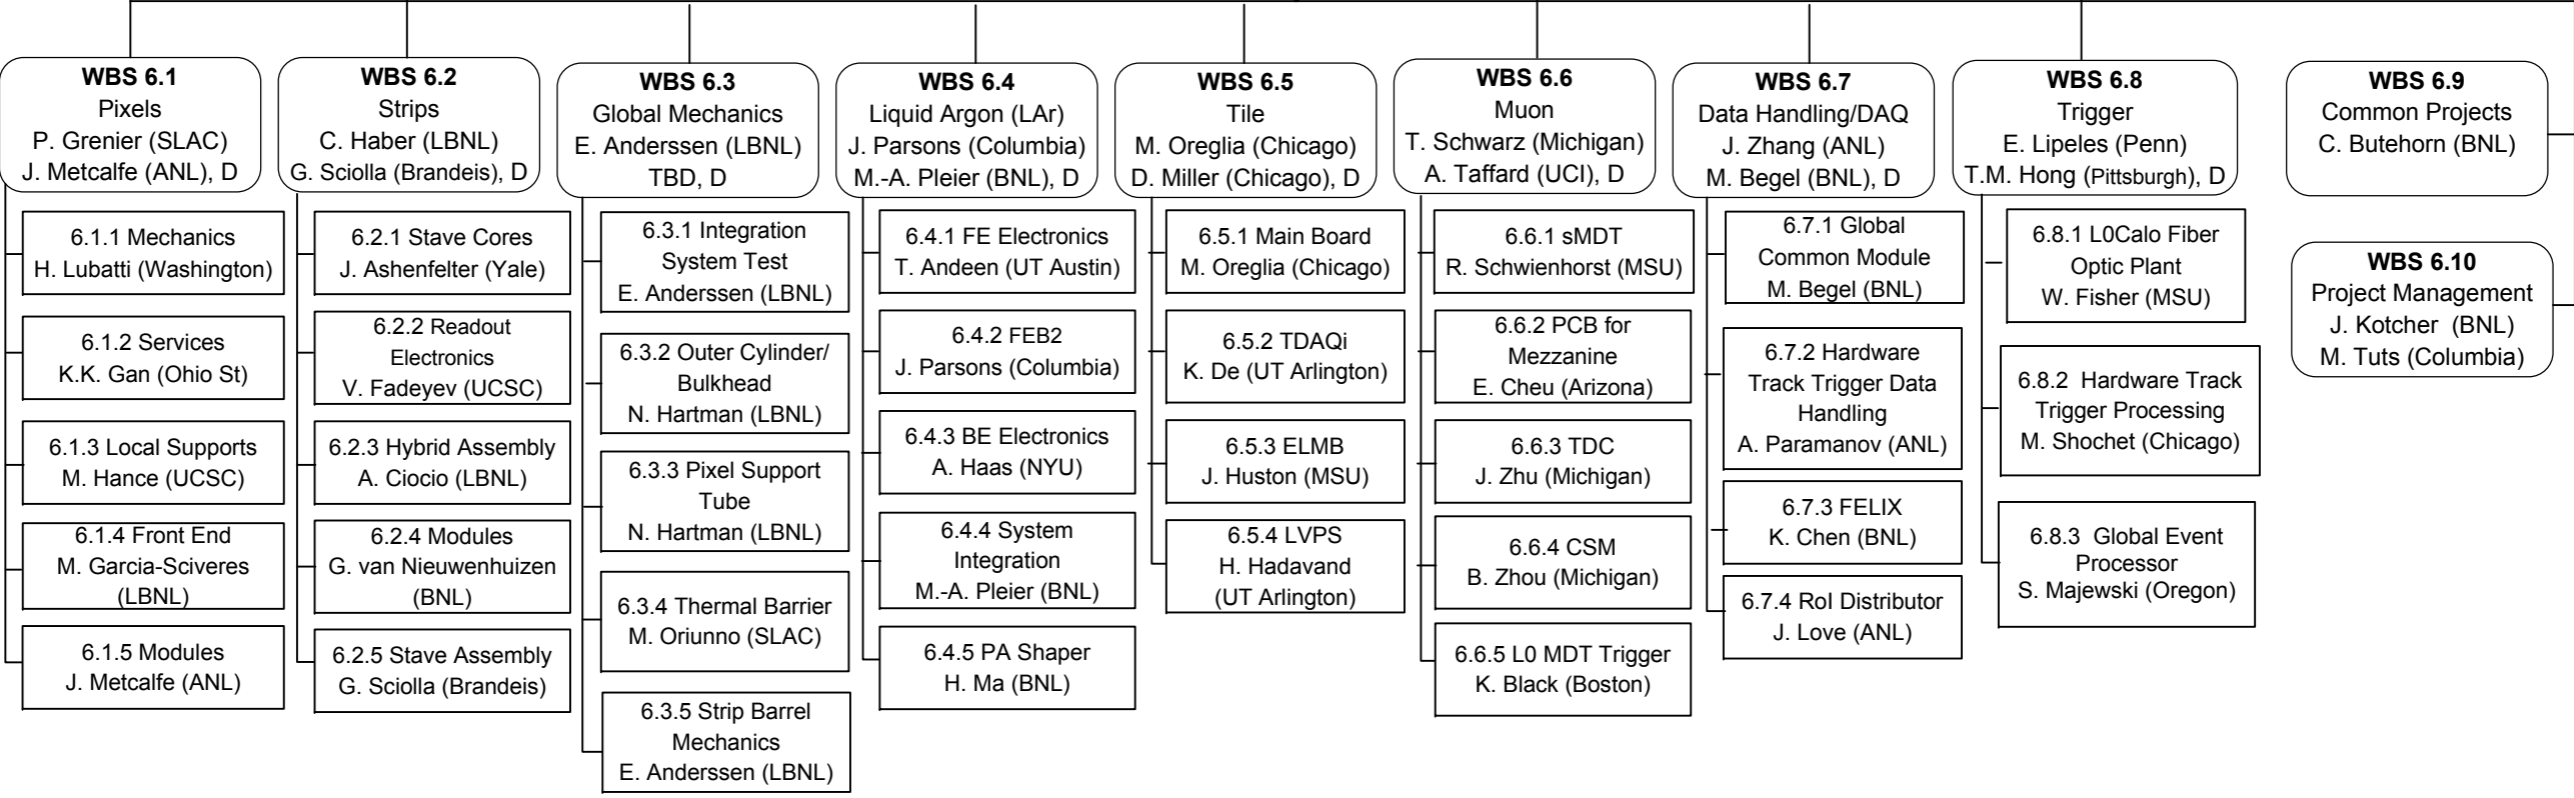 WBS 6.1
Pixels
P. Grenier (SLAC)
J. Metcalfe (ANL), D
6.1.1 Mechanics
H. Lubatti (Washington)
6.1.2 Services
K.K. Gan (Ohio St)
6.1.3 Local Supports
M. Hance (UCSC)
6.1.4 Front End
M. Garcia-Sciveres
(LBNL)
6.1.5 Modules
J. Metcalfe (ANL)
WBS 6.2
Strips
C. Haber (LBNL)
G. Sciolla (Brandeis), D
6.2.1 Stave Cores
J. Ashenfelter (Yale)
6.2.2 Readout
Electronics
V. Fadeyev (UCSC)
6.2.3 Hybrid Assembly
A. Ciocio (LBNL)
6.2.4 Modules
G. van Nieuwenhuizen
(BNL)
6.2.5 Stave Assembly
G. Sciolla (Brandeis)
WBS 6.3
Global Mechanics
E. Anderssen (LBNL)
TBD, D
6.3.1 Integration
System Test
E. Anderssen (LBNL)
6.3.2 Outer Cylinder/
Bulkhead
N. Hartman (LBNL)
6.3.3 Pixel Support
Tube
N. Hartman (LBNL)
6.3.4 Thermal Barrier
M. Oriunno (SLAC)
6.3.5 Strip Barrel
Mechanics
E. Anderssen (LBNL)
WBS 6.4
Liquid Argon (LAr)
J. Parsons (Columbia)
M.-A. Pleier (BNL), D
6.4.1 FE Electronics
T. Andeen (UT Austin)
6.4.2 FEB2
J. Parsons (Columbia)
6.4.3 BE Electronics
A. Haas (NYU)
6.4.4 System
Integration
M.-A. Pleier (BNL)
6.4.5 PA Shaper
H. Ma (BNL)
WBS 6.5
Tile
M. Oreglia (Chicago)
D. Miller (Chicago), D
6.5.1 Main Board
M. Oreglia (Chicago)
6.5.2 TDAQi
K. De (UT Arlington)
6.5.3 ELMB
J. Huston (MSU)
6.5.4 LVPS
H. Hadavand
(UT Arlington)
WBS 6.6
Muon
T. Schwarz (Michigan)
A. Taffard (UCI), D
6.6.1 sMDT
R. Schwienhorst (MSU)
6.6.2 PCB for
Mezzanine
E. Cheu (Arizona)
6.6.3 TDC
J. Zhu (Michigan)
6.6.4 CSM
B. Zhou (Michigan)
6.6.5 L0 MDT Trigger
K. Black (Boston)
WBS 6.7
Data Handling/DAQ
J. Zhang (ANL)
M. Begel (BNL), D
6.7.1 Global
Common Module
M. Begel (BNL)
6.7.2 Hardware
Track Trigger Data
Handling
A. Paramanov (ANL)
6.7.3 FELIX
K. Chen (BNL)
6.7.4 RoI Distributor
J. Love (ANL)
WBS 6.8
Trigger
E. Lipeles (Penn)
T.M. Hong (Pittsburgh), D
6.8.1 L0Calo Fiber
Optic Plant
W. Fisher (MSU)
6.8.2 Hardware Track
Trigger Processing
M. Shochet (Chicago)
6.8.3 Global Event
Processor
S. Majewski (Oregon)
WBS 6.9
Common Projects
C. Butehorn (BNL)
WBS 6.10
Project Management
J. Kotcher (BNL)
M. Tuts (Columbia)